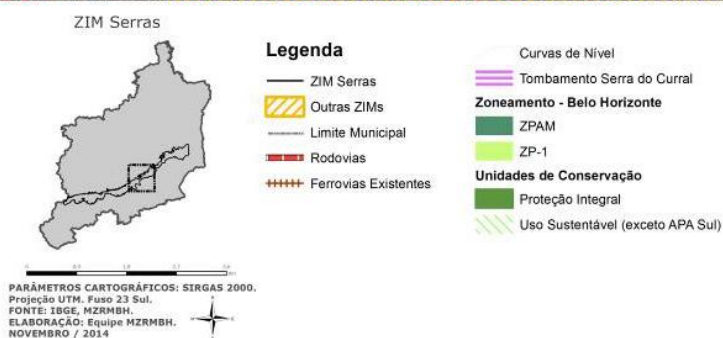 ZIM Serras
Legenda
ZIM Serras
Outras ZIMs
Limite Municipal
Rodovias
Ferrovias Existentes
Curvas de Nível
Tombamento Serra do Curral
Zoneamento - Belo Horizonte
ZPAM
ZP-1
Unidades de Conservação
Proteção Integral
Uso Sustentável (exceto APA Sul)
PARÂMETROS CARTOGRÁFICOS: SIRGAS 2000.
Projeção UTM. Fuso 23 Sul.
FONTE: IBGE, MZRMBH.
ELABORAÇÃO: Equipe MZRMBH.
NOVEMBRO / 2014